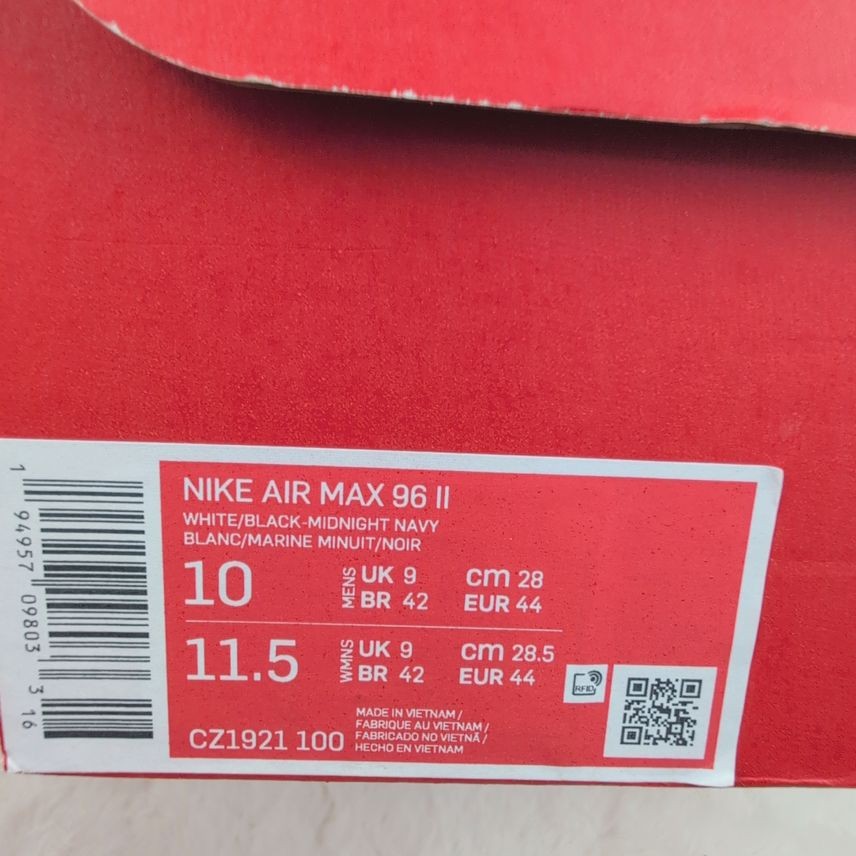 NIKE AIR MAX 96 II
WHITE/BLACK-MIDNIGHT NAVY
BLANC/MARINE MINUIT/NOIR
10 MENS UK 9 cm 28
BR 42 EUR 44
11.5 WMNS UK 9 cm 28.5
BR 42 EUR 44
RFID
CZ1921 100
MADE IN VIETNAM /
FABRIQUE AU VIETNAM /
FABRICADO NO VIETNÃ /
HECHO EN VIETNAM
1 94957 09803 3 16